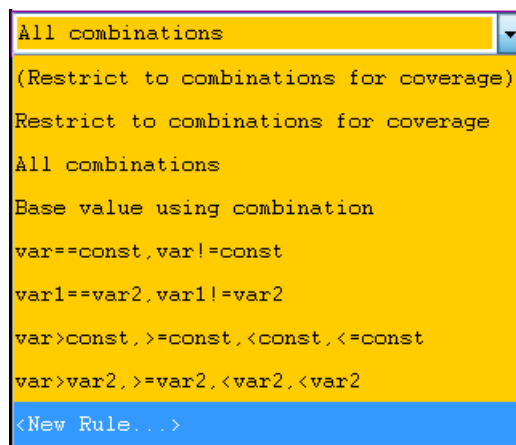 All combinations
(Restrict to combinations for coverage)
Restrict to combinations for coverage
All combinations
Base value using combination
var==const,var!=const
var1==var2,var1!=var2
var>const,>=const,<const,<=const
var>var2,>=var2,<var2,<var2
<New Rule...>